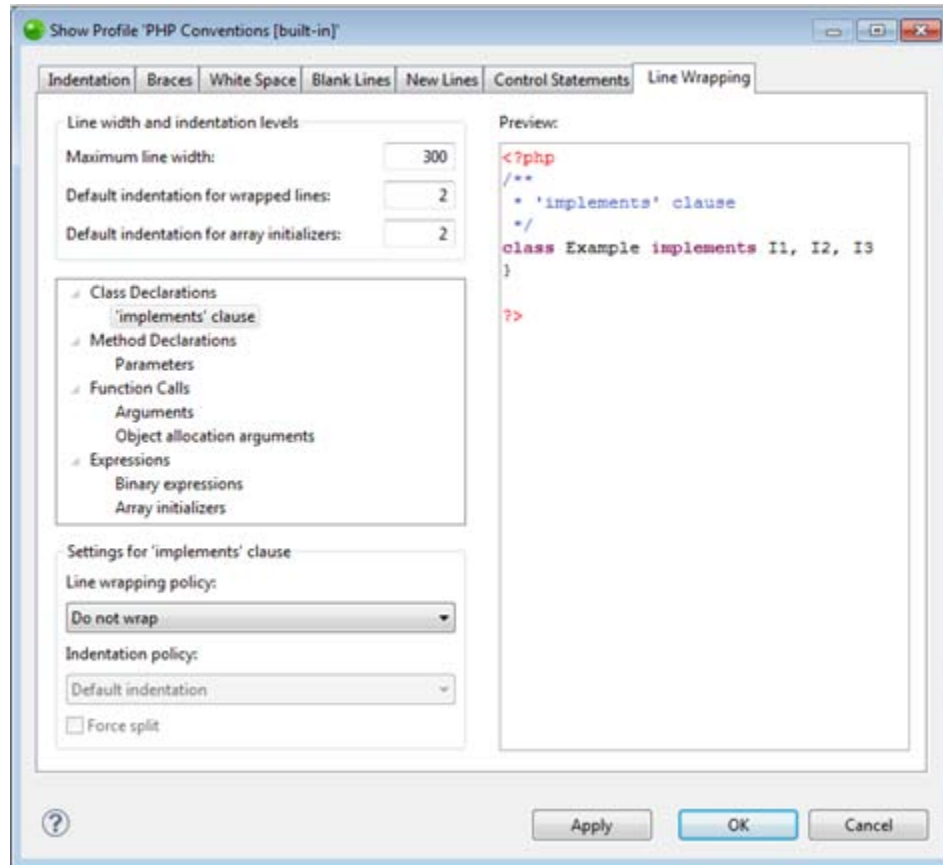 Show Profile 'PHP Conventions [built-in]'
Indentation Braces White Space Blank Lines New Lines Control Statements Line Wrapping
Line width and indentation levels
Maximum line width: 300
Default indentation for wrapped lines: 2
Default indentation for array initializers: 2
Class Declarations
'implements' clause
Method Declarations
Parameters
Function Calls
Arguments
Object allocation arguments
Expressions
Binary expressions
Array initializers
Settings for 'implements' clause
Line wrapping policy:
Do not wrap
Indentation policy:
Default indentation
Force split
Preview:
<?php
/**
* 'implements' clause
*/
class Example implements I1, I2, I3
}
?>
?
Apply OK Cancel